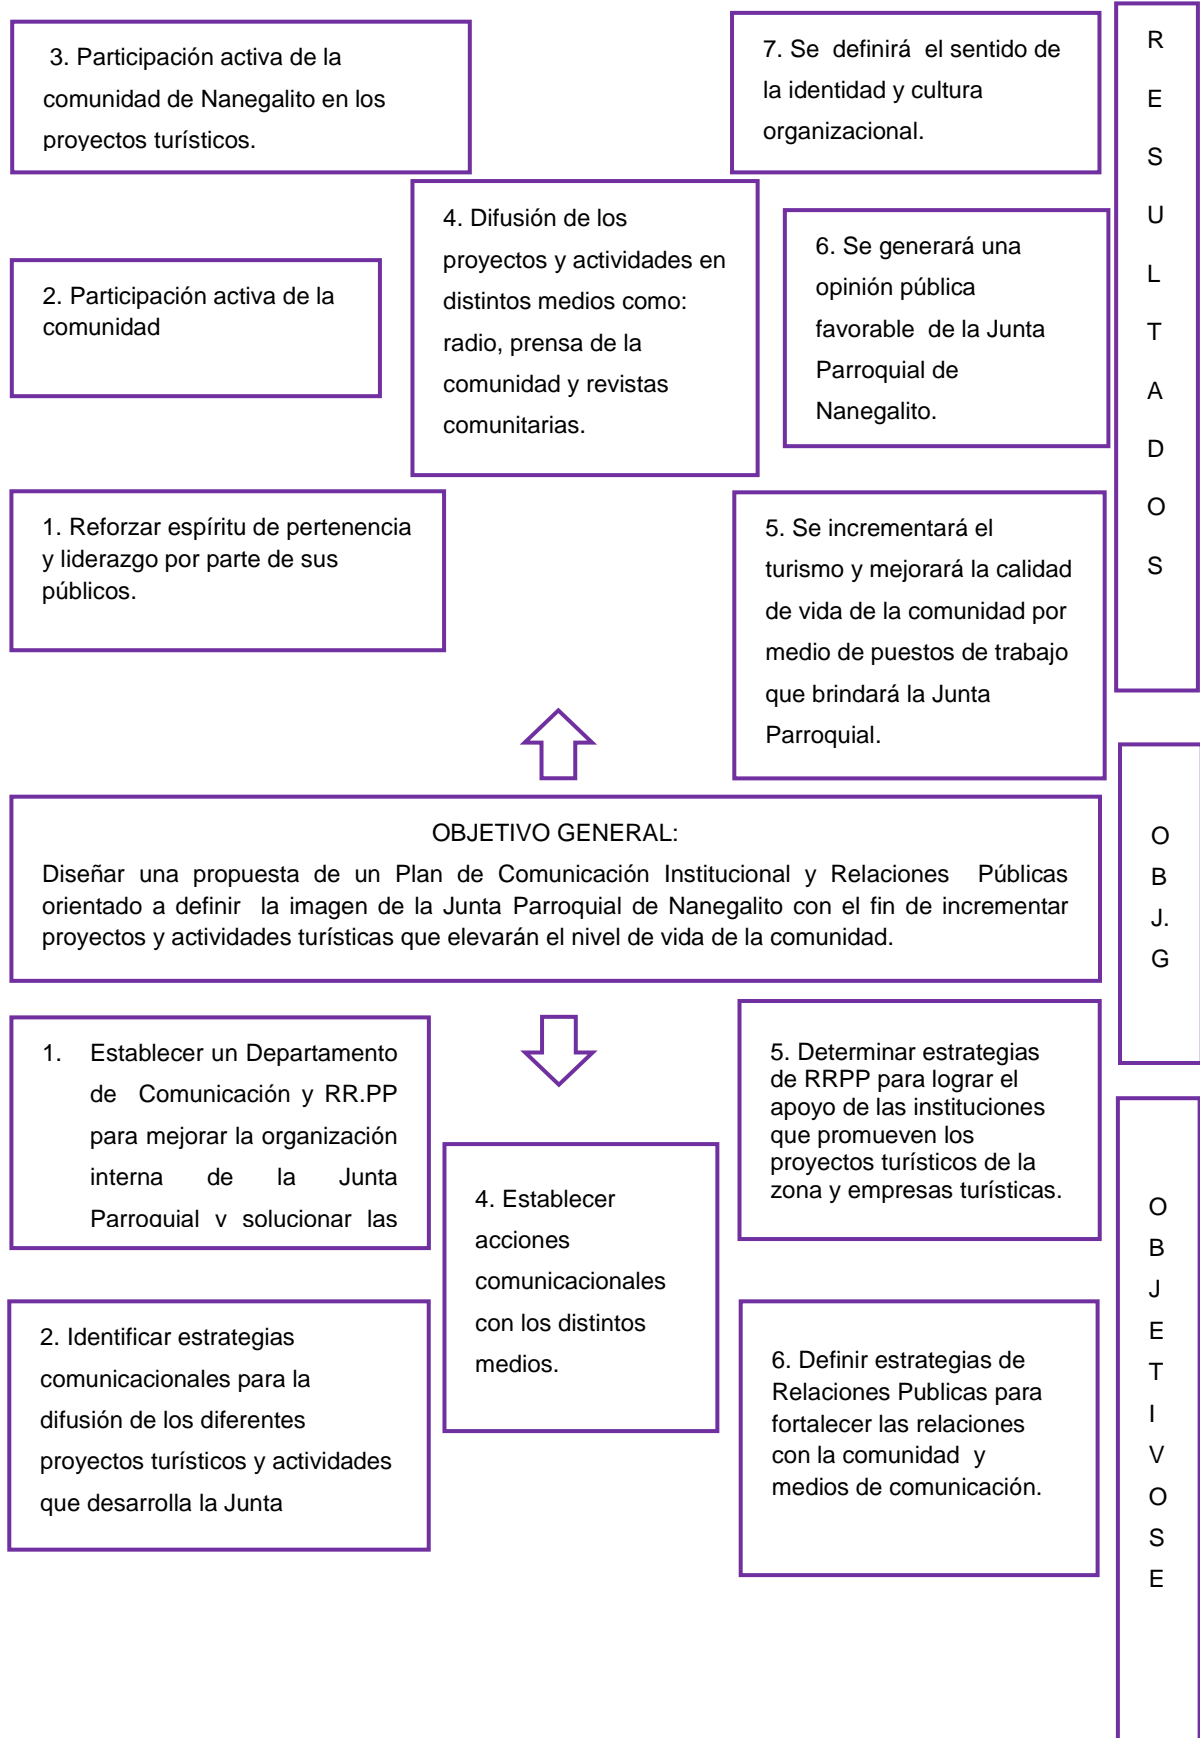 3. Participación activa de la
comunidad de Nanegalito en los
proyectos turísticos.
7. Se definirá el sentido de
la identidad y cultura
organizacional.
4. Difusión de los
proyectos y actividades en
distintos medios como:
radio, prensa de la
comunidad y revistas
comunitarias.
6. Se generará una
opinión pública
favorable de la Junta
Parroquial de
Nanegalito.
2. Participación activa de la
comunidad
1. Reforzar espíritu de pertenencia
y liderazgo por parte de sus
públicos.
5. Se incrementará el
turismo y mejorará la calidad
de vida de la comunidad por
medio de puestos de trabajo
que brindará la Junta
Parroquial.
R
E
S
U
L
T
A
D
O
S
OBJETIVO GENERAL:
Diseñar una propuesta de un Plan de Comunicación Institucional y Relaciones Públicas
orientado a definir la imagen de la Junta Parroquial de Nanegalito con el fin de incrementar
proyectos y actividades turísticas que elevarán el nivel de vida de la comunidad.
O
B
J.
G
1. Establecer un Departamento
de Comunicación y RR.PP
para mejorar la organización
interna de la Junta
Parroquial y solucionar las
5. Determinar estrategias
de RRPP para lograr el
apoyo de las instituciones
que promueven los
proyectos turísticos de la
zona y empresas turísticas.
4. Establecer
acciones
comunicacionales
con los distintos
medios.
2. Identificar estrategias
comunicacionales para la
difusión de los diferentes
proyectos turísticos y actividades
que desarrolla la Junta
6. Definir estrategias de
Relaciones Publicas para
fortalecer las relaciones
con la comunidad y
medios de comunicación.
O
B
J
E
T
I
V
O
S
E